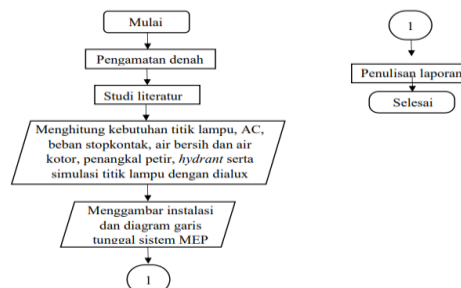 Mulai
Pengamatan denah
Studi literatur
Menghitung kebutuhan titik lampu, AC,
beban stopkontak, air bersih dan air
kotor, penangkal petir, hydrant serta
simulasi titik lampu dengan dialux
Menggambar instalasi
dan diagram garis
tunggal sistem MEP
1
1
Penulisan laporan
Selesai